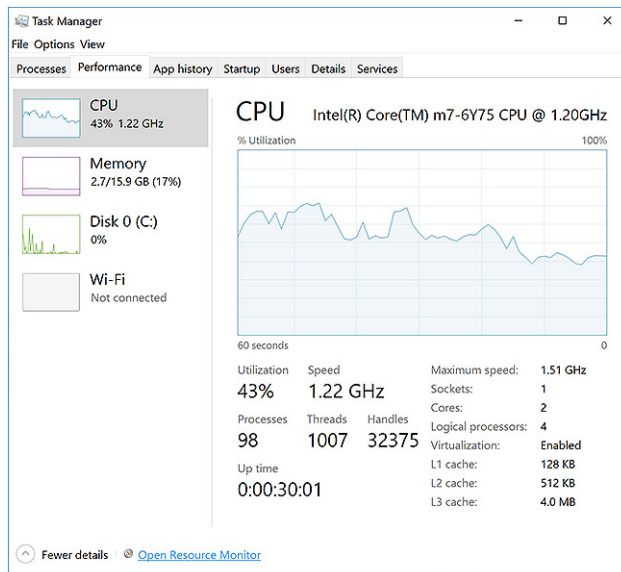 Task Manager
File Options View
Processes Performance App history Startup Users Details Services
CPU
43% 1.22 GHz
Memory
2.7/15.9 GB (17%)
Disk 0 (C:)
0%
Wi-Fi
Not connected
CPU Intel(R) Core(TM) m7-6Y75 CPU @ 1.20GHz
% Utilization 100%
60 seconds 0
Utilization Speed
43% 1.22 GHz
Processes Threads Handles
98 1007 32375
Up time
0:00:30:01
Maximum speed: 1.51 GHz
Sockets: 1
Cores: 2
Logical processors: 4
Virtualization: Enabled
L1 cache: 128 KB
L2 cache: 512 KB
L3 cache: 4.0 MB
Fewer details Open Resource Monitor